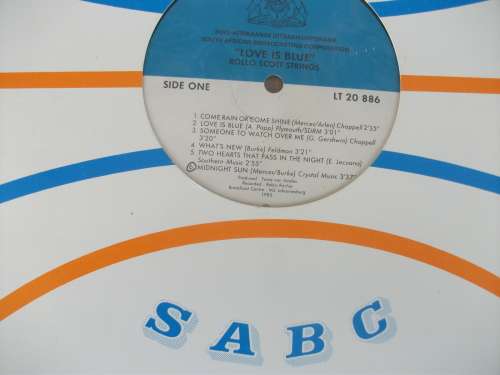 SUID-AFRIKAANSE UITSAAIKORPORASIE
SOUTH AFRICAN BROADCASTING CORPORATION
"LOVE IS BLUE"
ROLLO SCOTT STRINGS
SIDE ONE
LT 20 886
1 COME RAIN OR COME SHINE (Mercer/Arlen) Chappell 2'55"
2 LOVE IS BLUE (A. Popp) Plymouth/SDRM 3'01"
3 SOMEONE TO WATCH OVER ME (G. Gershwin) Chappell
3'20"
4 WHAT'S NEW (Burke) Feldman 3'21"
5 TWO HEARTS THAT PASS IN THE NIGHT (E. Lecuona)
Southern Music 2'55"
6 MIDNIGHT SUN (Mercer/Burke) Crystal Music 3'37"
Broadcast Centre
Johannesburg
1985
SABC